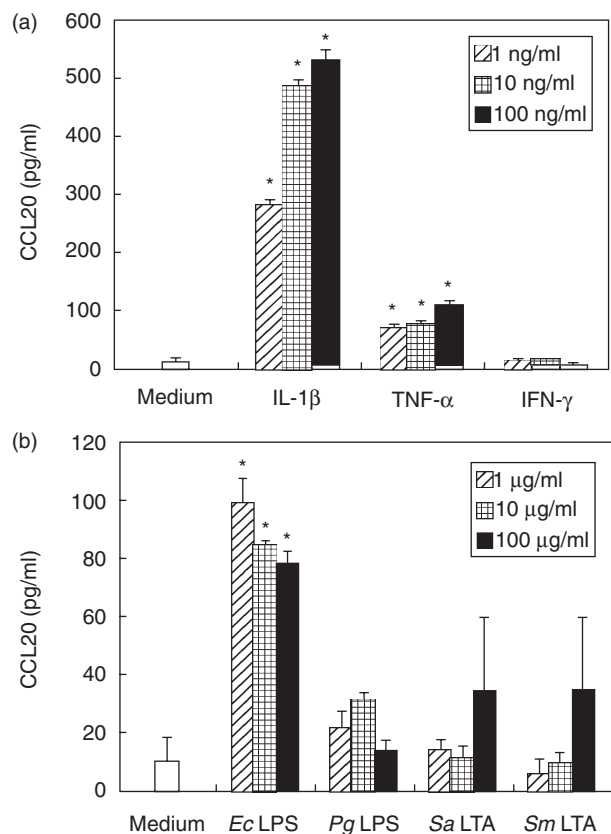 (a)
600
500
400
300
200
100
0
CCL20 (pg/ml)
* * *
* * *
1 ng/ml
10 ng/ml
100 ng/ml
Medium IL-1β TNF-α IFN-γ
(b)
120
100
80
60
40
20
0
CCL20 (pg/ml)
* * *
1 μg/ml
10 μg/ml
100 μg/ml
Medium Ec LPS Pg LPS Sa LTA Sm LTA